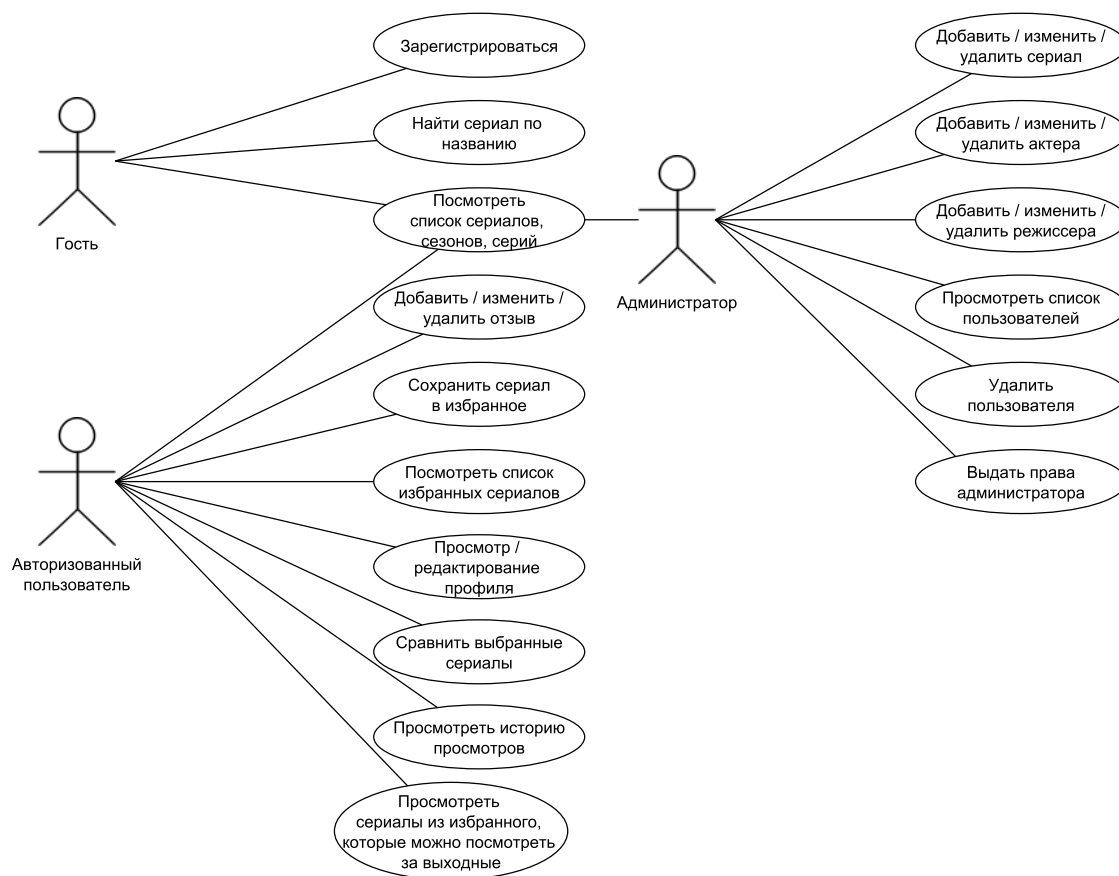 Зарегистрироваться
Найти сериал по
названию
Посмотреть
список сериалов,
сезонов, серий
Гость
Добавить / изменить /
удалить отзыв
Сохранить сериал
в избранное
Посмотреть список
избранных сериалов
Просмотр /
редактирование
профиля
Авторизованный
пользователь
Сравнить выбранные
сериалы
Просмотреть историю
просмотров
Просмотреть
сериалы из избранного,
которые можно посмотреть
за выходные
Администратор
Добавить / изменить /
удалить сериал
Добавить / изменить /
удалить актера
Добавить / изменить /
удалить режиссера
Просмотреть список
пользователей
Удалить
пользователя
Выдать права
администратора